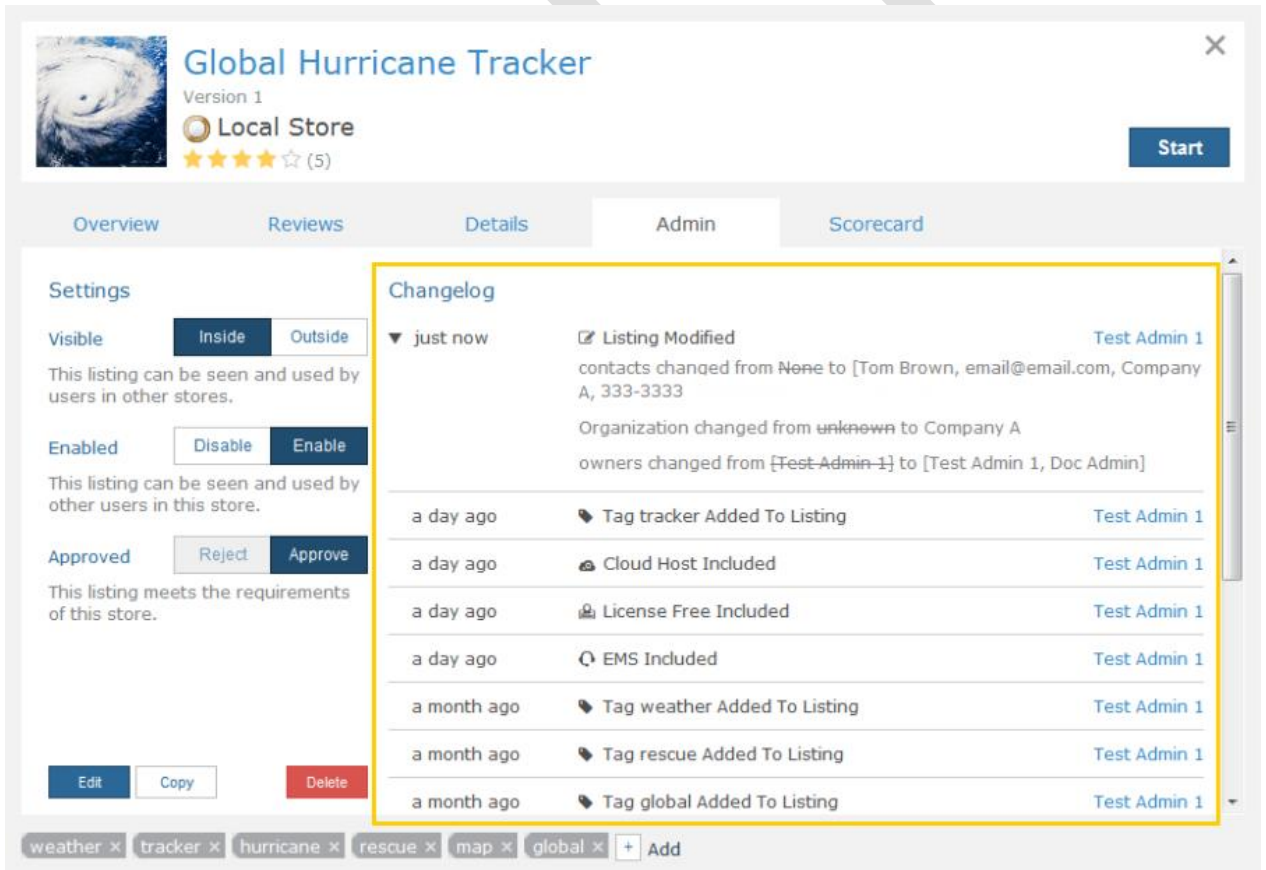 Global Hurricane Tracker
Version 1
Local Store
(5)
Start
Overview Reviews Details Admin Scorecard
Settings
Visible Inside Outside
This listing can be seen and used by
users in other stores.
Enabled Disable Enable
This listing can be seen and used by
other users in this store.
Approved Reject Approve
This listing meets the requirements
of this store.
Edit Copy Delete
Changelog
just now Listing Modified Test Admin 1
contacts changed from None to [Tom Brown, email@email.com, Company
A, 333-3333
Organization changed from unknown to Company A
owners changed from [Test Admin 1] to [Test Admin 1, Doc Admin]
a day ago Tag tracker Added To Listing Test Admin 1
a day ago Cloud Host Included Test Admin 1
a day ago License Free Included Test Admin 1
a day ago EMS Included Test Admin 1
a month ago Tag weather Added To Listing Test Admin 1
a month ago Tag rescue Added To Listing Test Admin 1
a month ago Tag global Added To Listing Test Admin 1
weather × tracker × hurricane × rescue × map × global × + Add